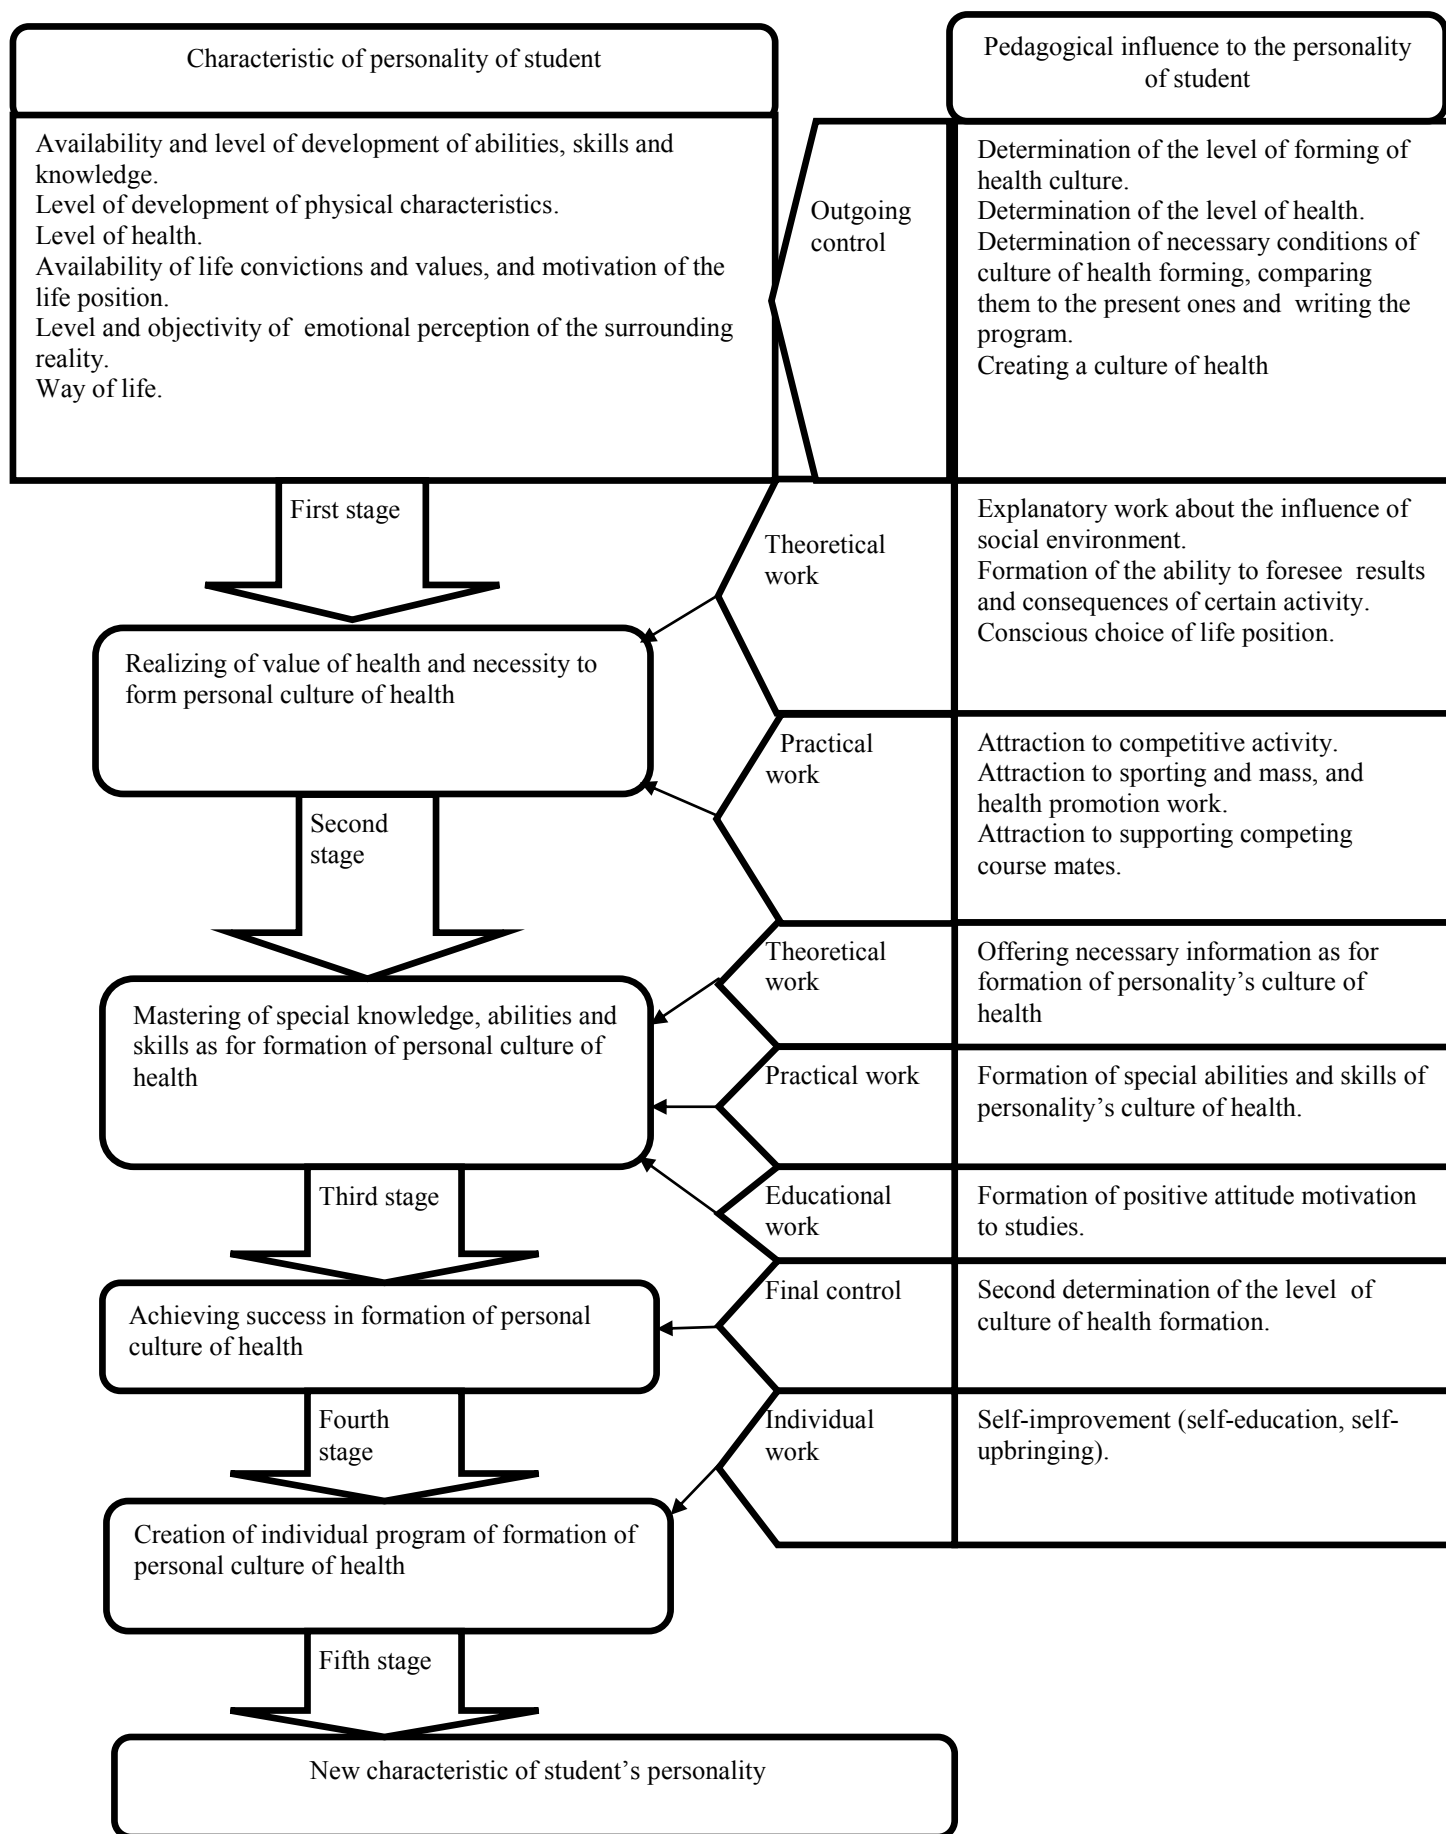 Characteristic of personality of student
Pedagogical influence to the personality
of student
Availability and level of development of abilities, skills and
knowledge.
Level of development of physical characteristics.
Level of health.
Availability of life convictions and values, and motivation of the
life position.
Level and objectivity of emotional perception of the surrounding
reality.
Way of life.
Outgoing
control
Determination of the level of forming of
health culture.
Determination of the level of health.
Determination of necessary conditions of
culture of health forming, comparing
them to the present ones and writing the
program.
Creating a culture of health
First stage
Theoretical
work
Explanatory work about the influence of
social environment.
Formation of the ability to foresee results
and consequences of certain activity.
Conscious choice of life position.
Realizing of value of health and necessity to
form personal culture of health
Practical
work
Attraction to competitive activity.
Attraction to sporting and mass, and
health promotion work.
Attraction to supporting competing
course mates.
Second
stage
Theoretical
work
Offering necessary information as for
formation of personality’s culture of
health
Mastering of special knowledge, abilities and
skills as for formation of personal culture of
health
Practical work
Formation of special abilities and skills of
personality’s culture of health.
Third stage
Educational
work
Formation of positive attitude motivation
to studies.
Achieving success in formation of personal
culture of health
Final control
Second determination of the level of
culture of health formation.
Fourth
stage
Individual
work
Self-improvement (self-education, self-
upbringing).
Creation of individual program of formation of
personal culture of health
Fifth stage
New characteristic of student’s personality